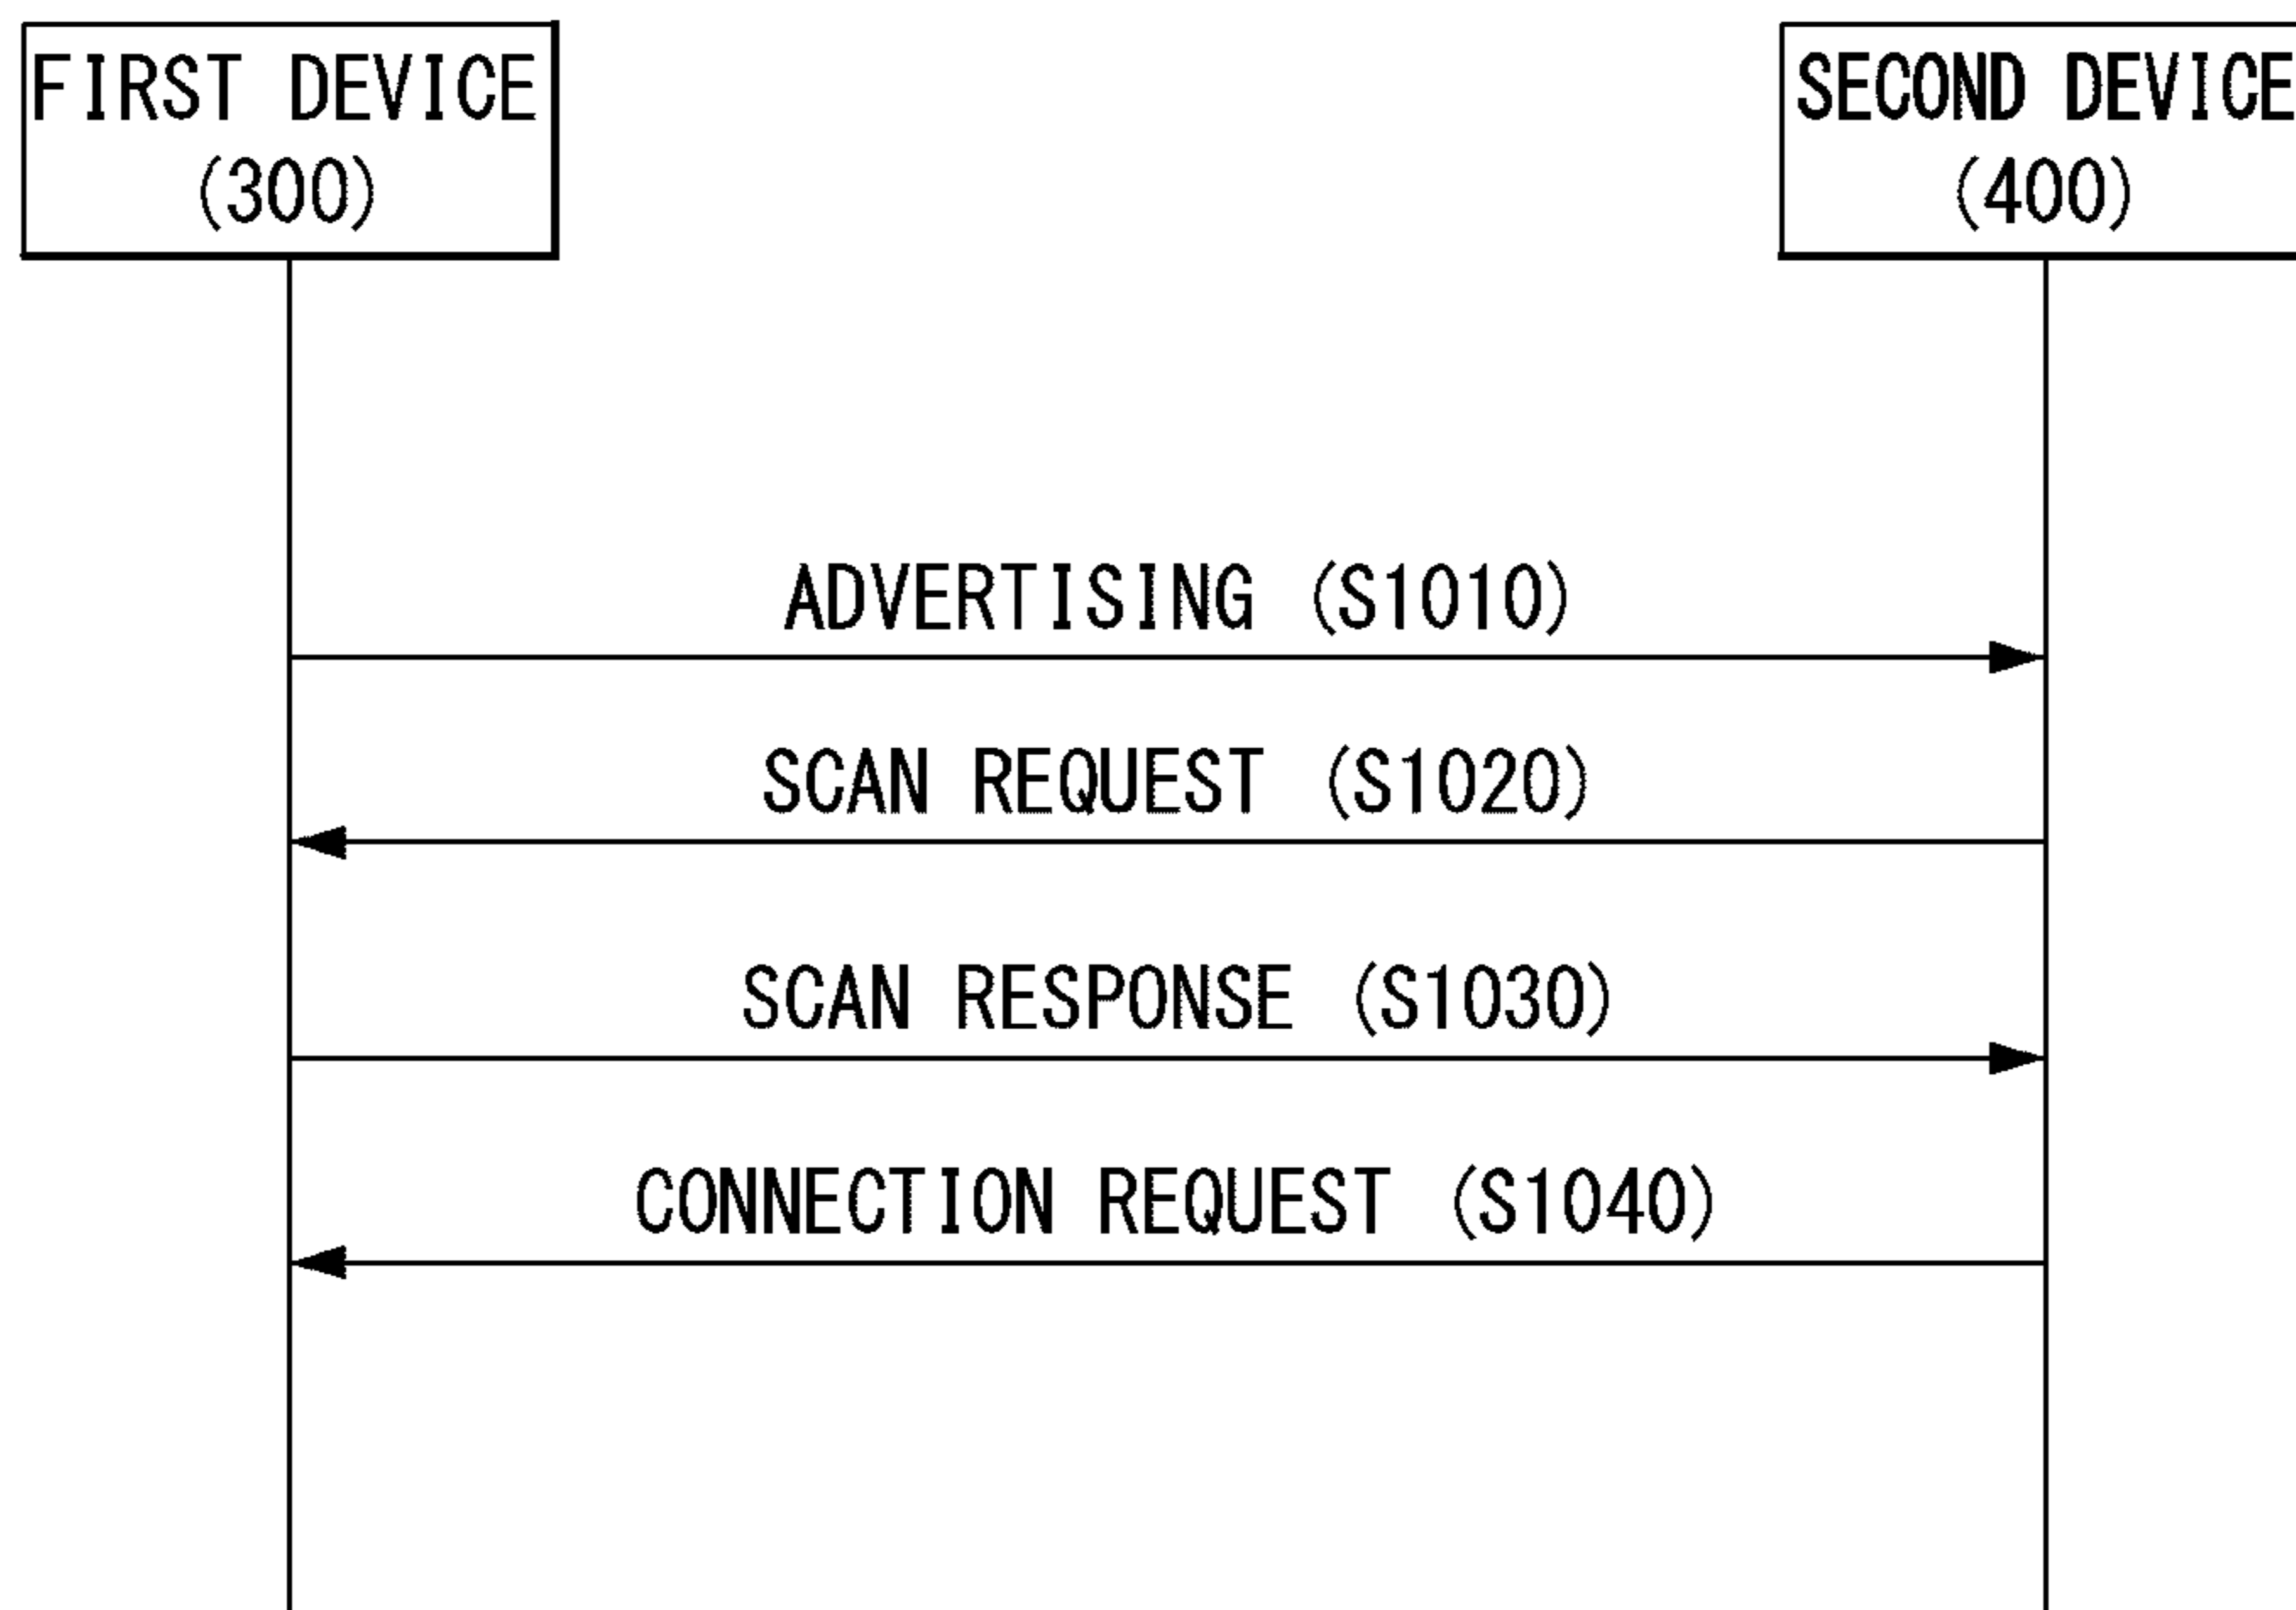 FIRST DEVICE
(300)
SECOND DEVICE
(400)
ADVERTISING (S1010)
SCAN REQUEST (S1020)
SCAN RESPONSE (S1030)
CONNECTION REQUEST (S1040)